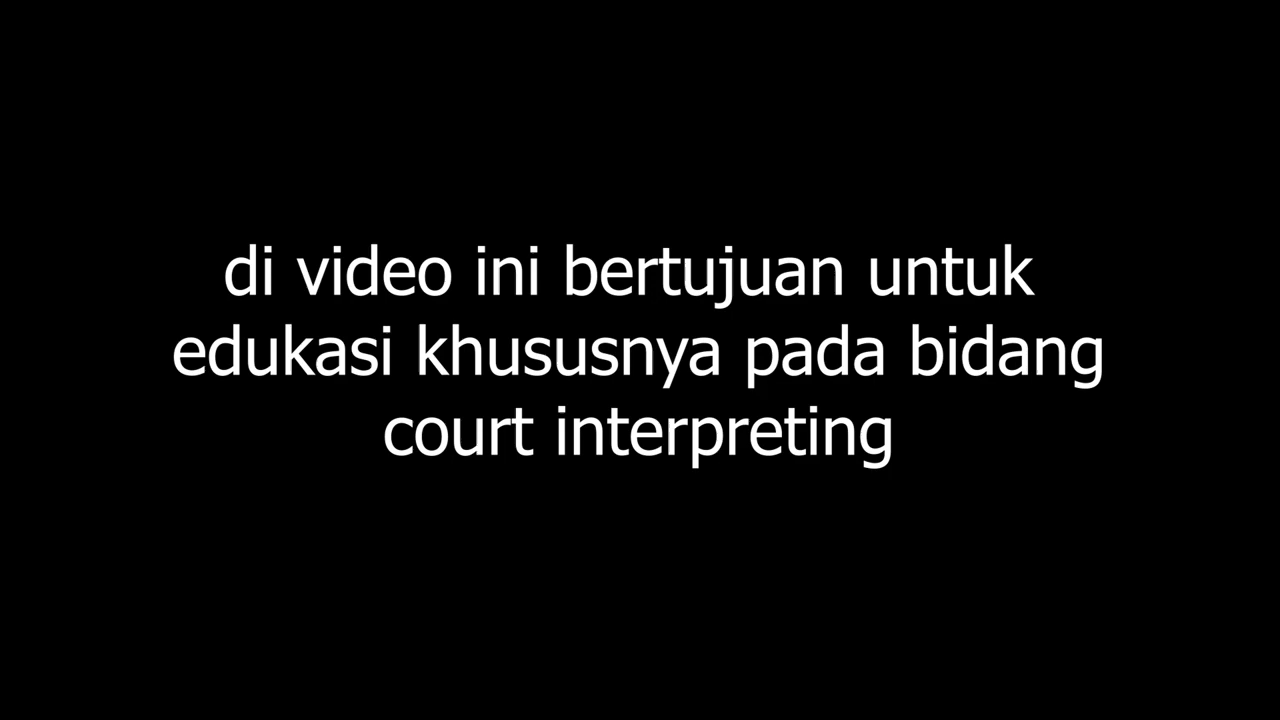 di video ini bertujuan untuk
edukasi khususnya pada bidang
court interpreting